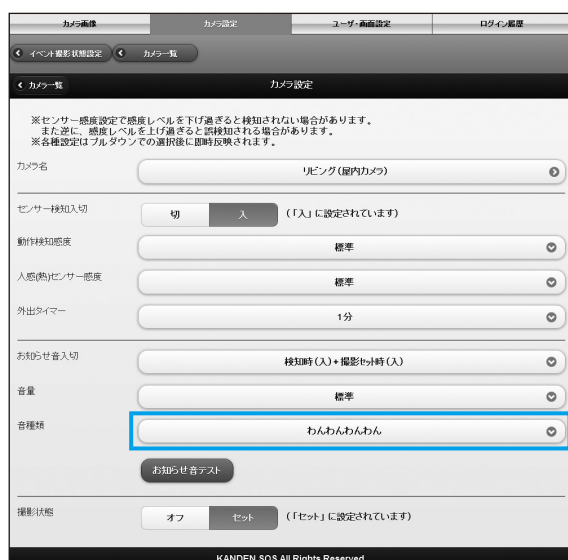 カメラ画像
カメラ設定
ユーザ・画面設定
ログイン履歴
イベント撮影状態設定
カメラ一覧
カメラ一覧
カメラ設定
※センサー感度設定で感度レベルを下げ過ぎると検知されない場合があります。
また逆に、感度レベルを上げ過ぎると誤検知される場合があります。
※各種設定はプルダウンでの選択後に即時反映されます。
カメラ名
リビング(屋内カメラ)
センサー検知入切
切
入
(「入」に設定されています)
動作検知感度
標準
人感(熱)センサー感度
標準
外出タイマー
1分
お知らせ音入切
検知時(入)+撮影セット時(入)
音量
標準
音種類
わんわんわんわん
お知らせ音テスト
撮影状態
オフ
セット
(「セット」に設定されています)
KANDEN SOS All Rights Reserved